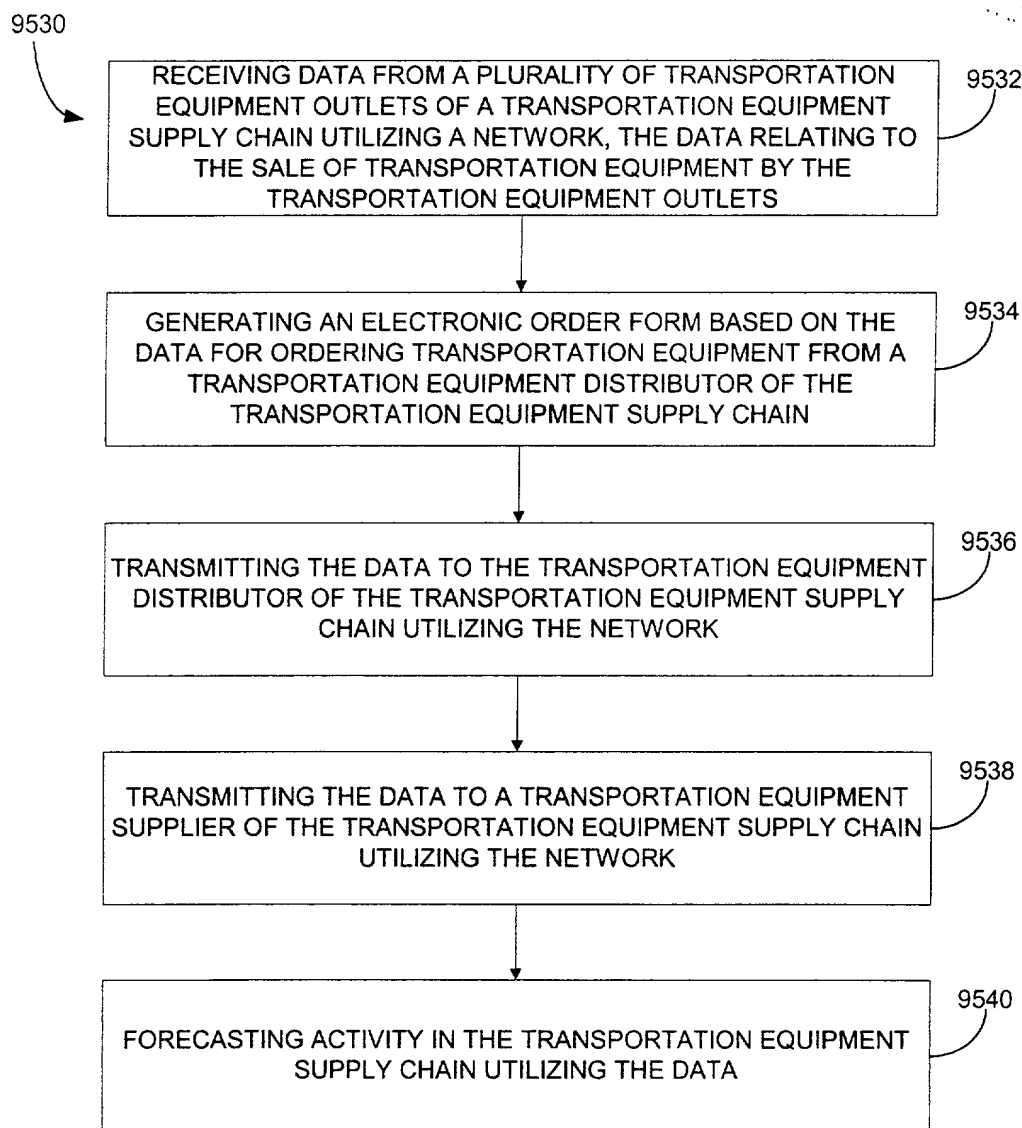 9530
RECEIVING DATA FROM A PLURALITY OF TRANSPORTATION
EQUIPMENT OUTLETS OF A TRANSPORTATION EQUIPMENT
SUPPLY CHAIN UTILIZING A NETWORK, THE DATA RELATING TO
THE SALE OF TRANSPORTATION EQUIPMENT BY THE
TRANSPORTATION EQUIPMENT OUTLETS
9532
GENERATING AN ELECTRONIC ORDER FORM BASED ON THE
DATA FOR ORDERING TRANSPORTATION EQUIPMENT FROM A
TRANSPORTATION EQUIPMENT DISTRIBUTOR OF THE
TRANSPORTATION EQUIPMENT SUPPLY CHAIN
9534
TRANSMITTING THE DATA TO THE TRANSPORTATION EQUIPMENT
DISTRIBUTOR OF THE TRANSPORTATION EQUIPMENT SUPPLY
CHAIN UTILIZING THE NETWORK
9536
TRANSMITTING THE DATA TO A TRANSPORTATION EQUIPMENT
SUPPLIER OF THE TRANSPORTATION EQUIPMENT SUPPLY CHAIN
UTILIZING THE NETWORK
9538
FORECASTING ACTIVITY IN THE TRANSPORTATION EQUIPMENT
SUPPLY CHAIN UTILIZING THE DATA
9540